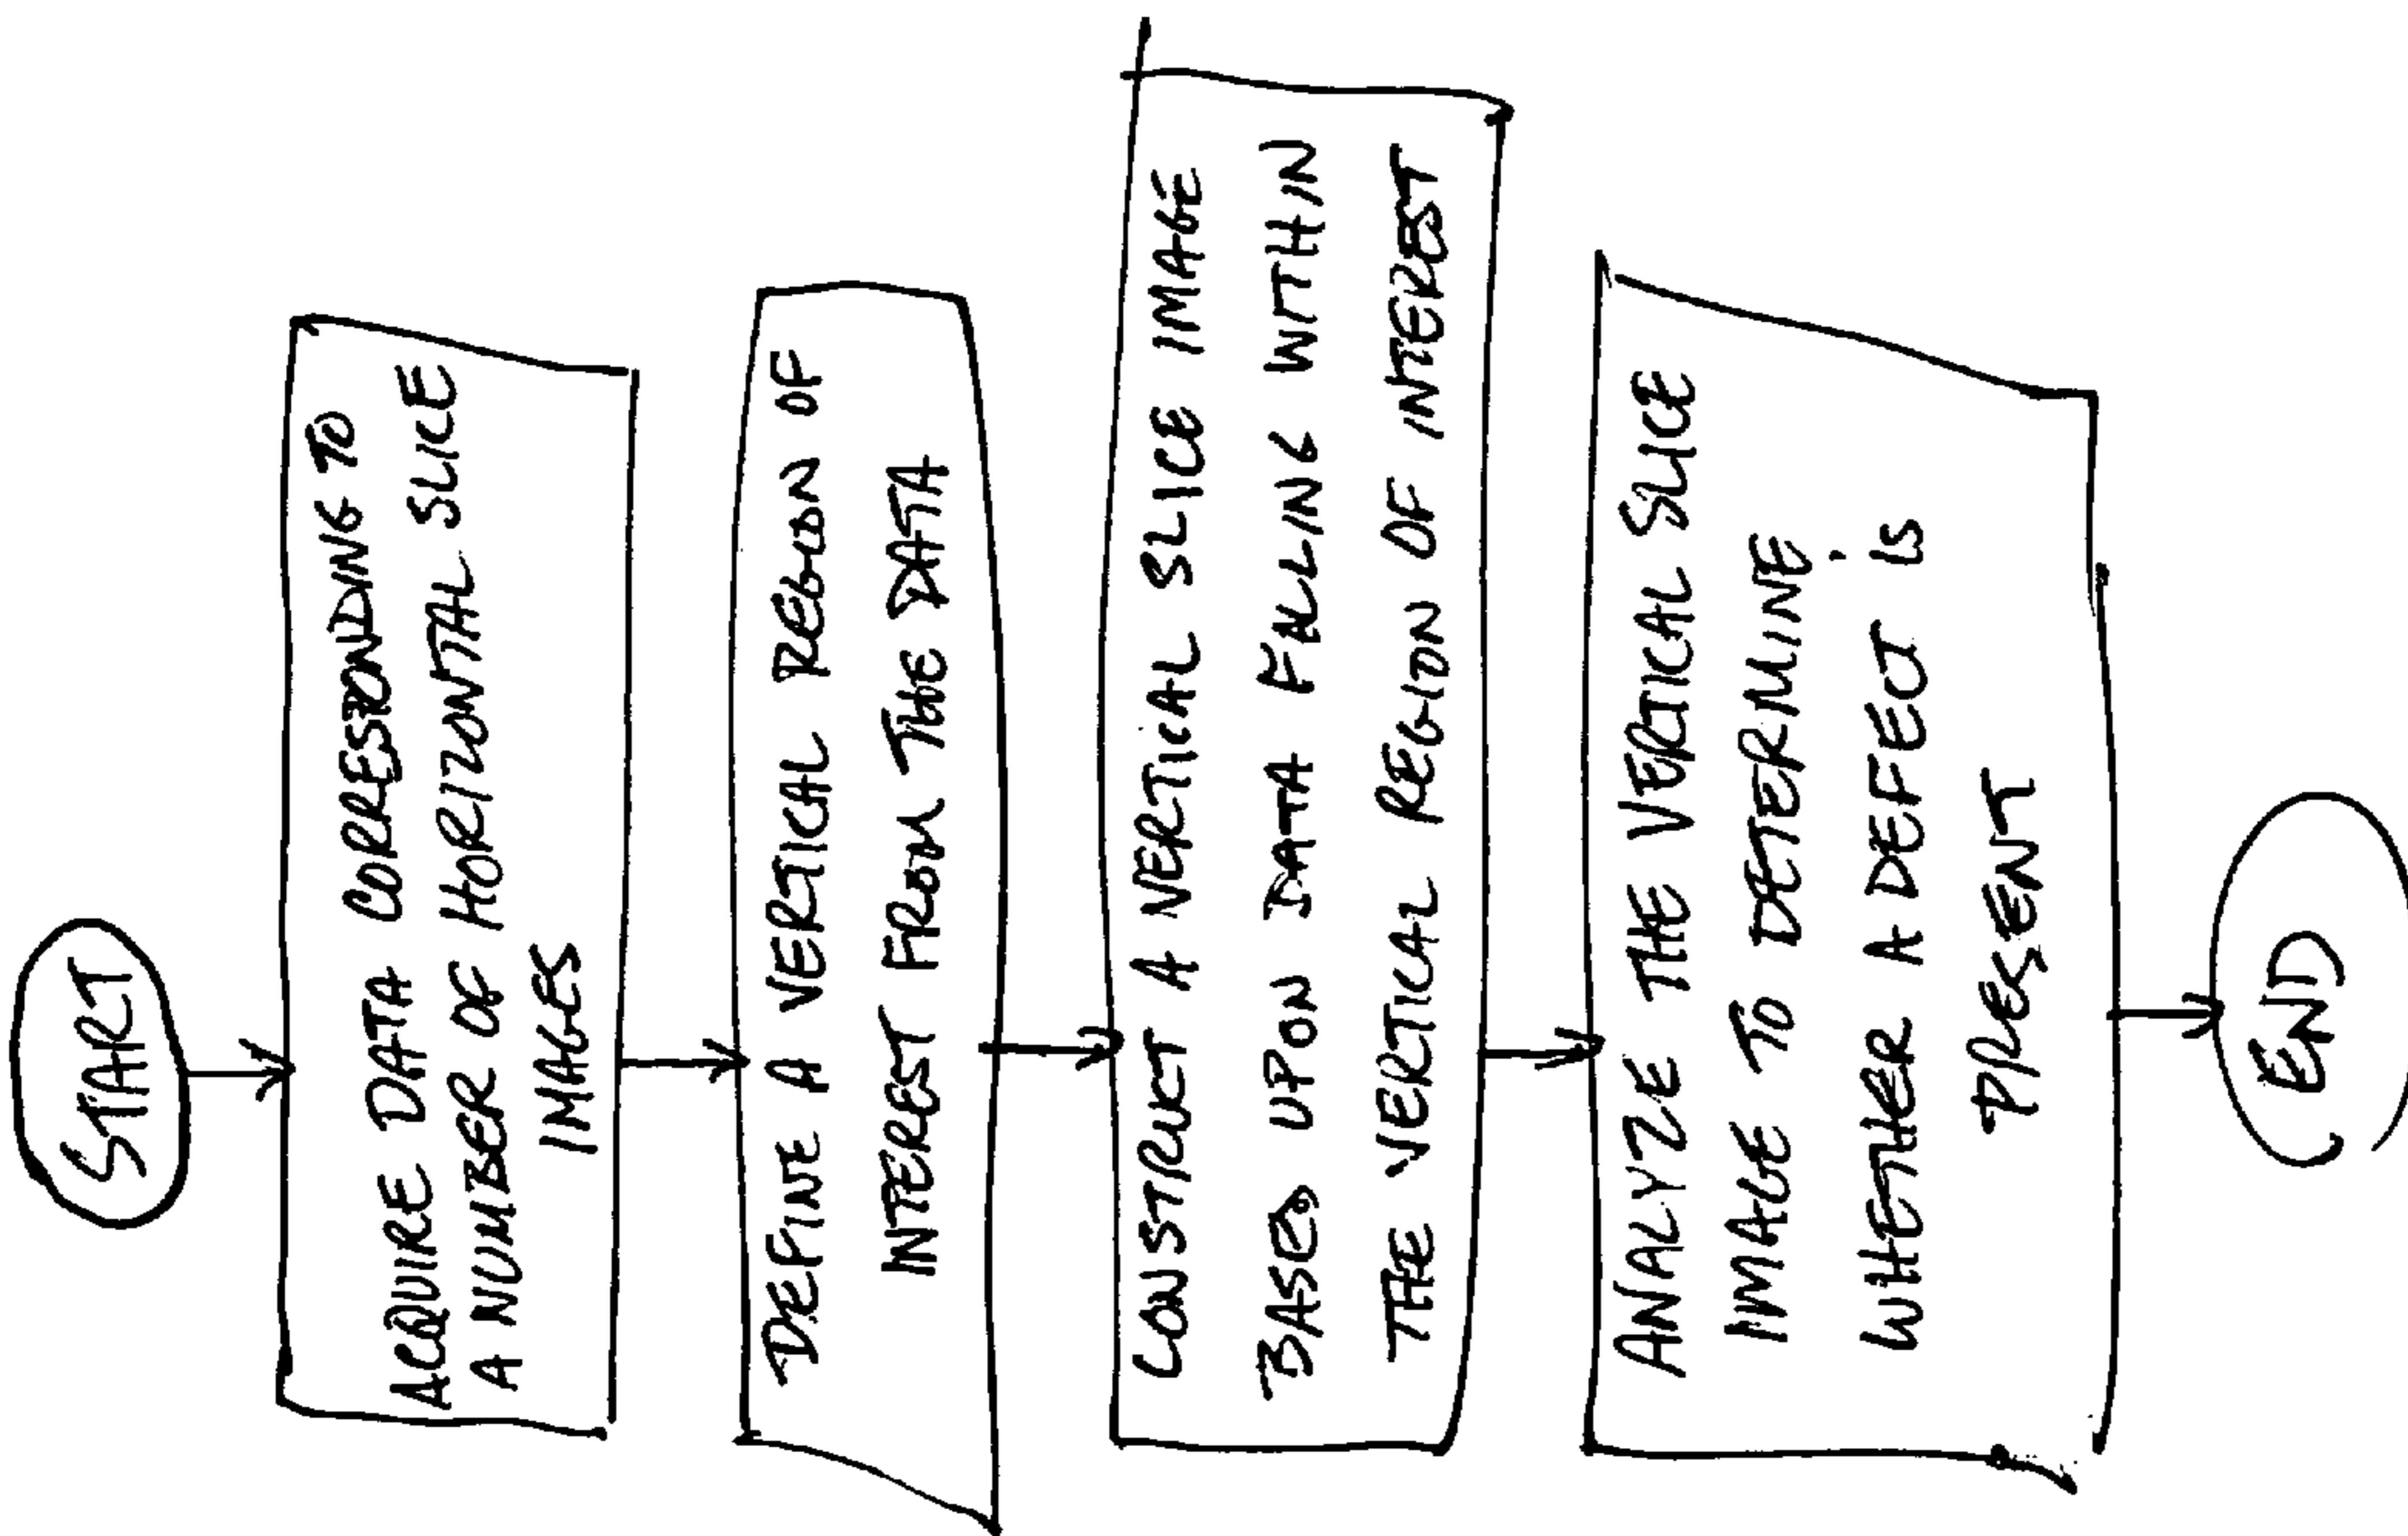 START
ACQUIRE DATA CORRESPONDING TO
A NUMBER OF HORIZONTAL SLICE
IMAGES
DEFINE A VERTICAL REGION OF
INTEREST FROM THE DATA
CONSTRUCT A VERTICAL SLICE IMAGE
BASED UPON DATA FALLING WITHIN
THE VERTICAL REGION OF INTEREST
ANALYZE THE VERTICAL SLICE
IMAGE TO DETERMINE
WHETHER A DEFECT IS
PRESENT
END